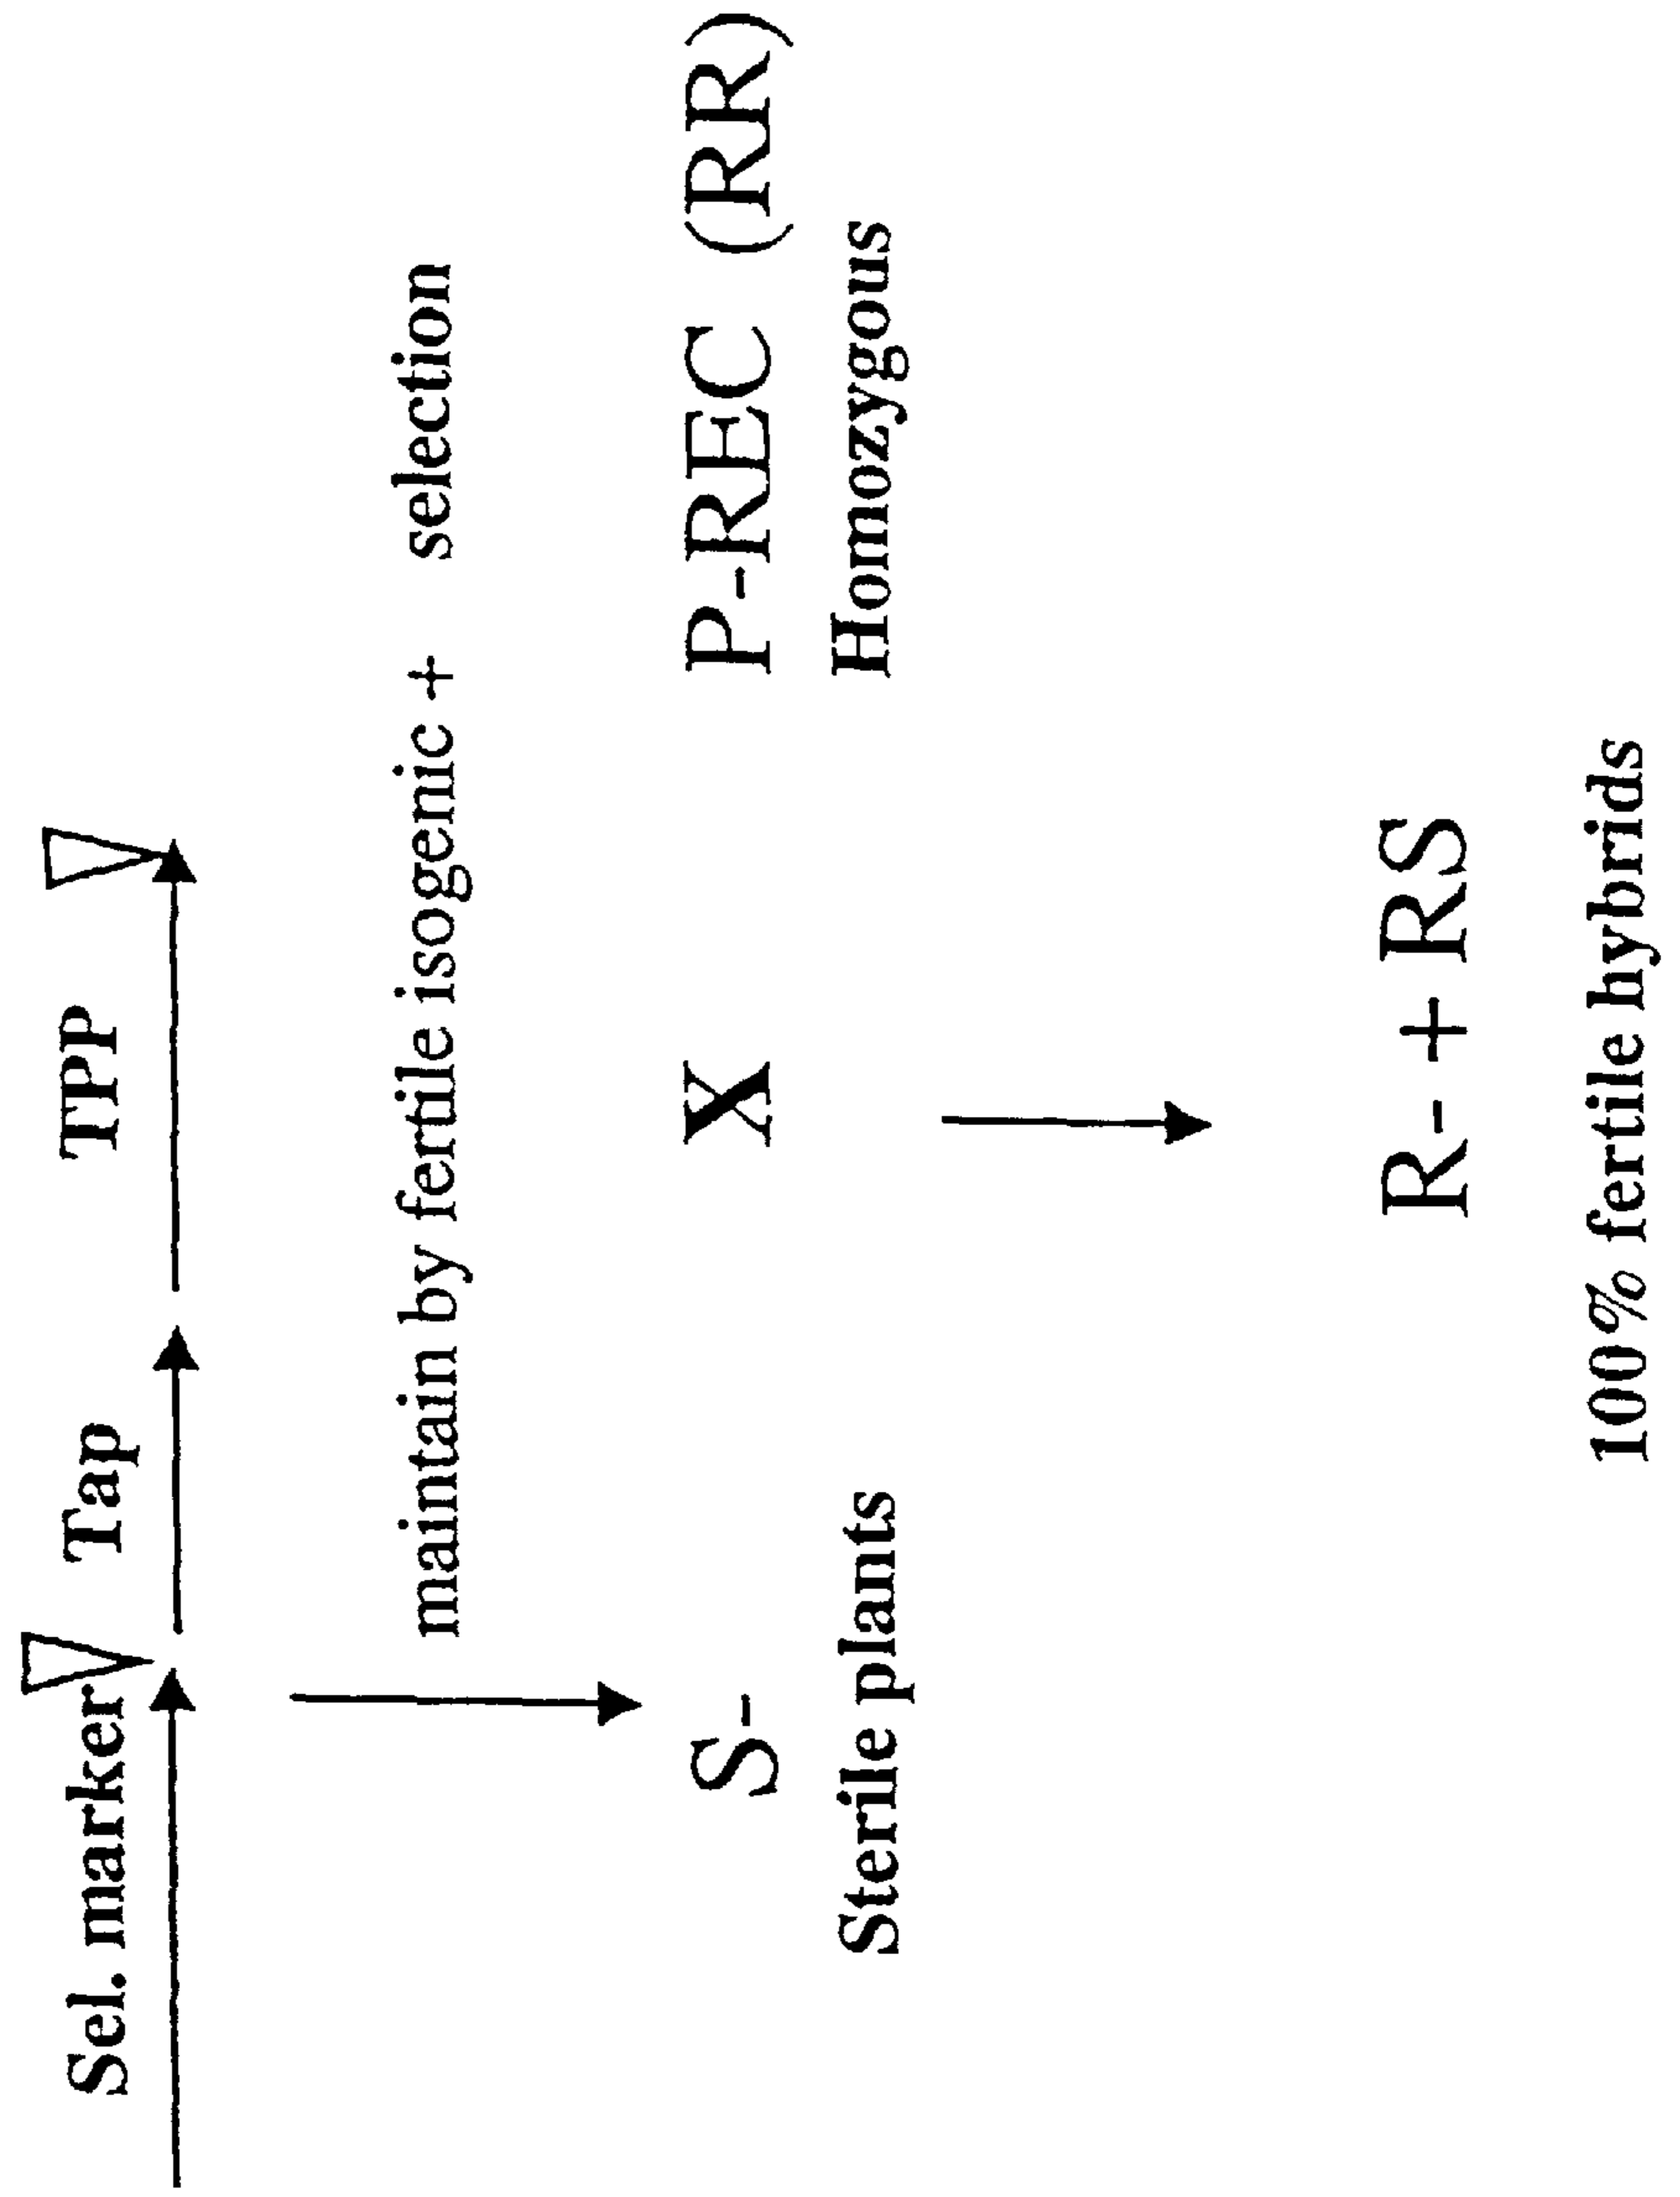 Sel. marker Tap TPP
maintain by fertile isogenic + selection
S- X P-REC (RR)
Sterile plants Homozygous
R- + RS
100% fertile hybrids